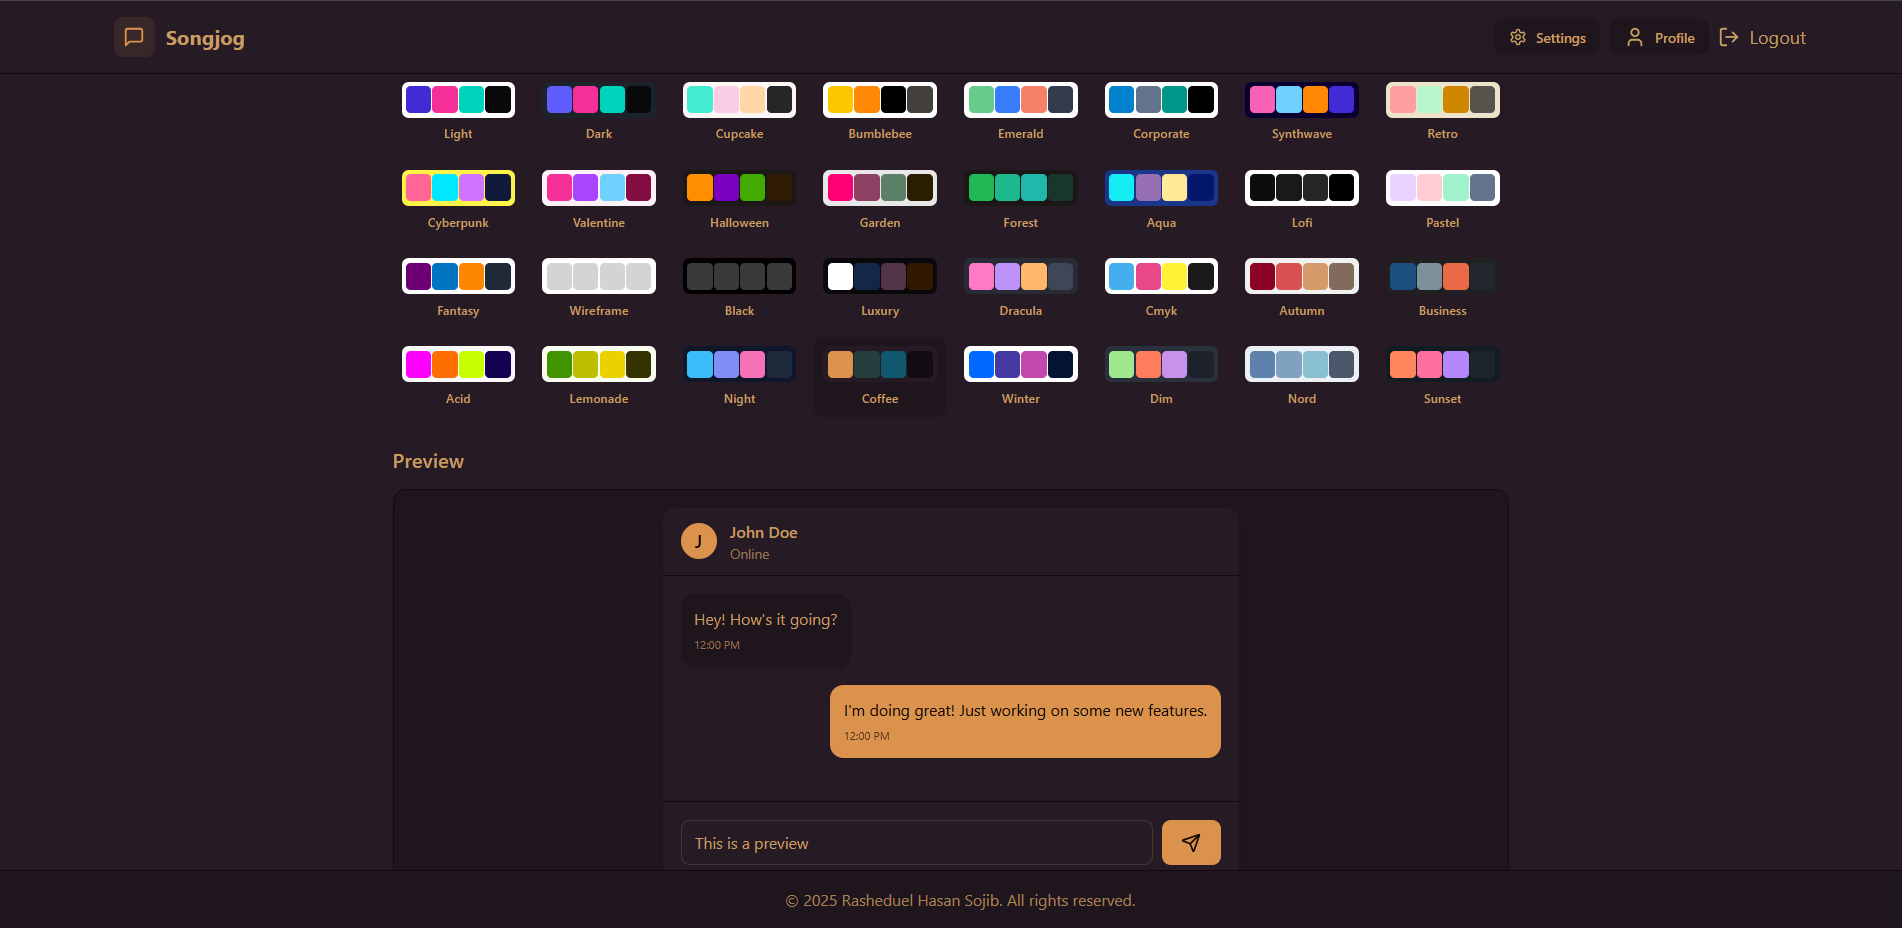 Songjog
Settings
Profile
Logout
Light
Dark
Cupcake
Bumblebee
Emerald
Corporate
Synthwave
Retro
Cyberpunk
Valentine
Halloween
Garden
Forest
Aqua
Lofi
Pastel
Fantasy
Wireframe
Black
Luxury
Dracula
Cmyk
Autumn
Business
Acid
Lemonade
Night
Coffee
Winter
Dim
Nord
Sunset
Preview
J
John Doe
Online
Hey! How's it going?
12:00 PM
I'm doing great! Just working on some new features.
12:00 PM
This is a preview
© 2025 Rasheduel Hasan Sojib. All rights reserved.